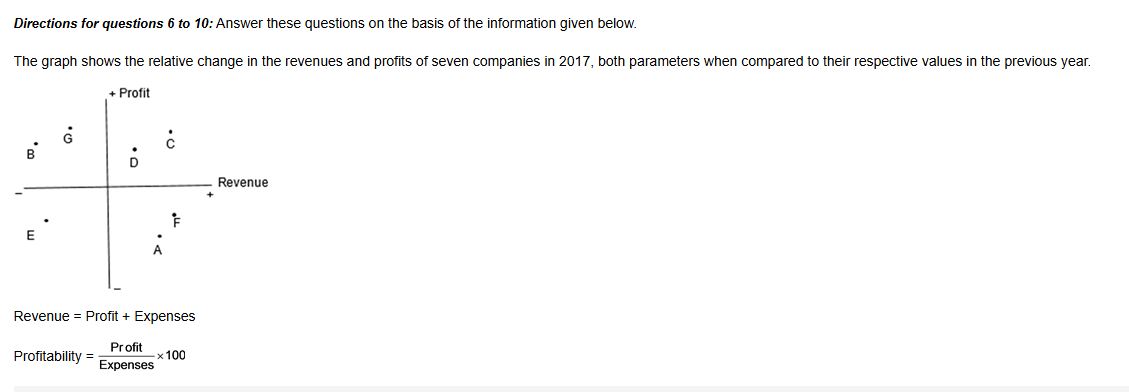 Directions for questions 6 to 10: Answer these questions on the basis of the information given below.
The graph shows the relative change in the revenues and profits of seven companies in 2017, both parameters when compared to their respective values in the previous year.
+ Profit
G
C
B
D
Revenue
–
+
F
E
A
–
Revenue = Profit + Expenses
Profitability = Profit / Expenses × 100